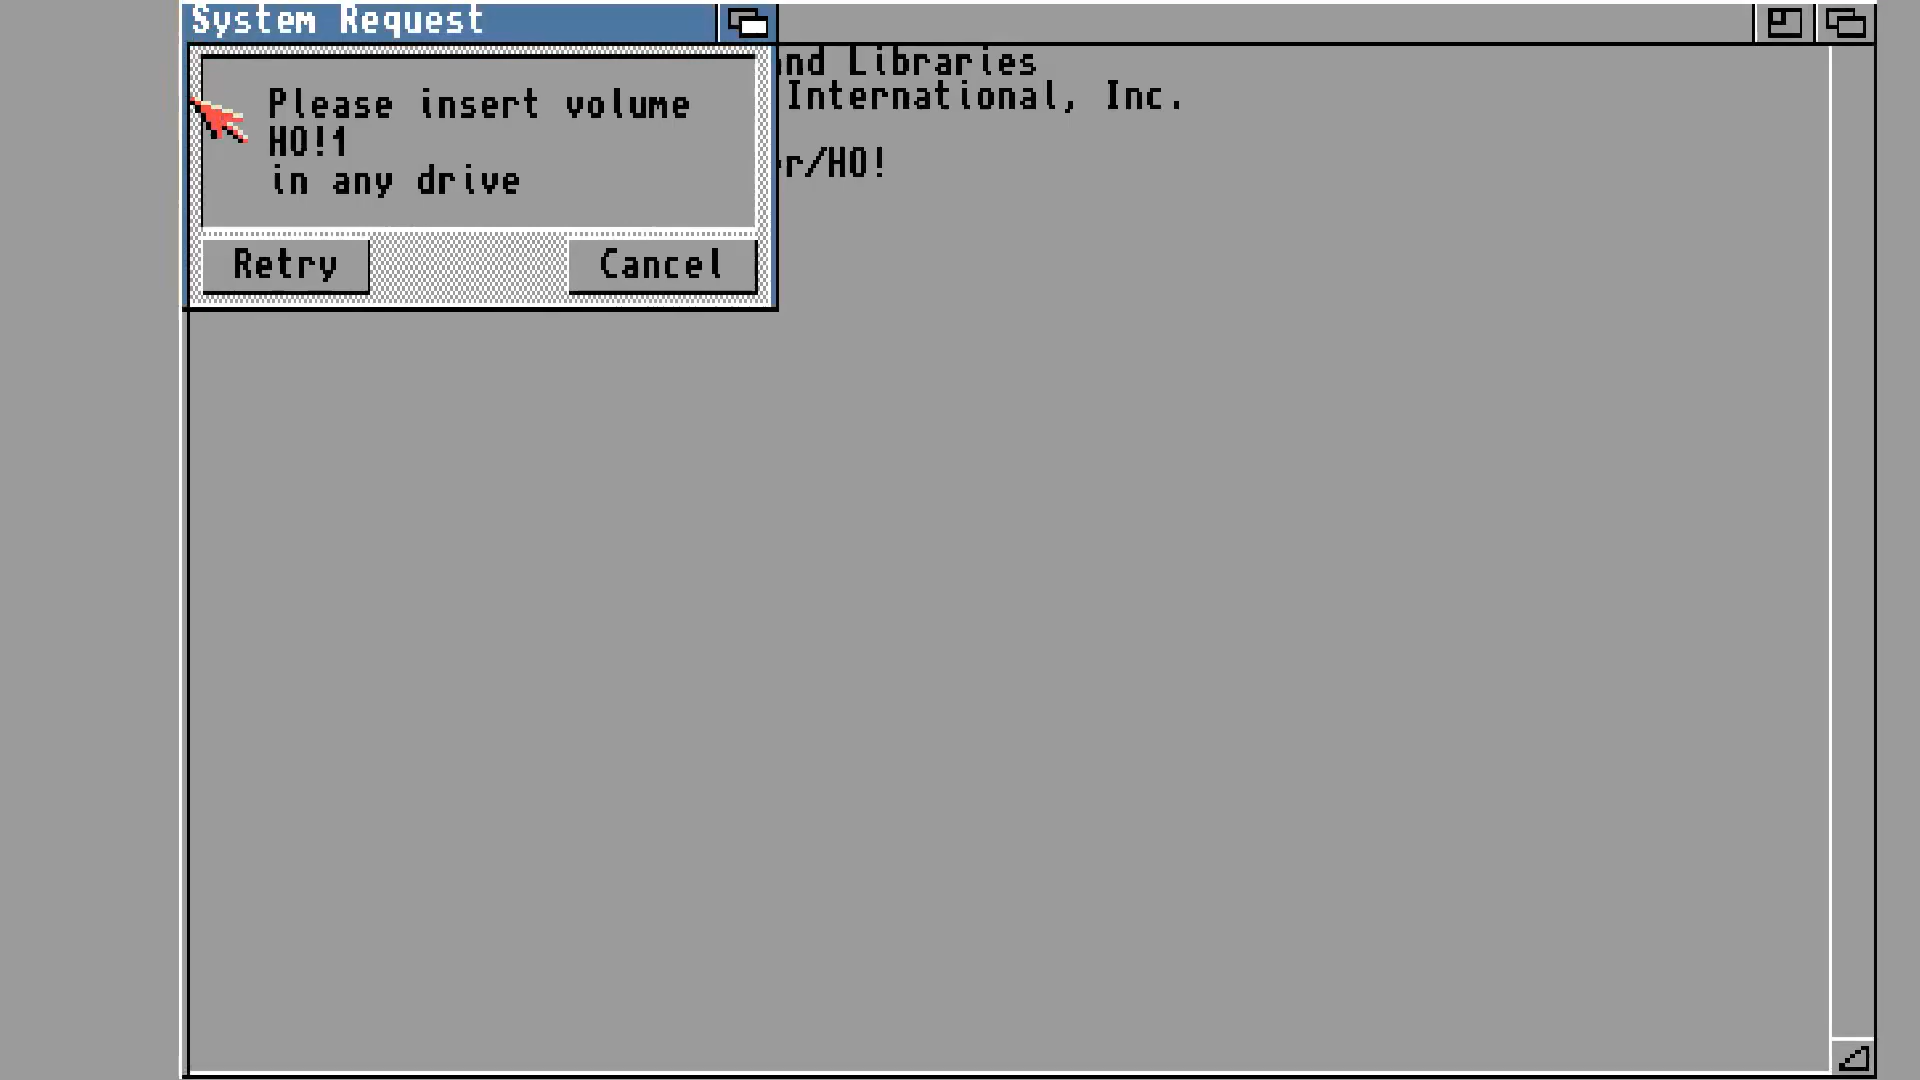 System Request
Please insert volume
HO!1
in any drive
Retry
Cancel
nd Libraries
International, Inc.
r/HO!